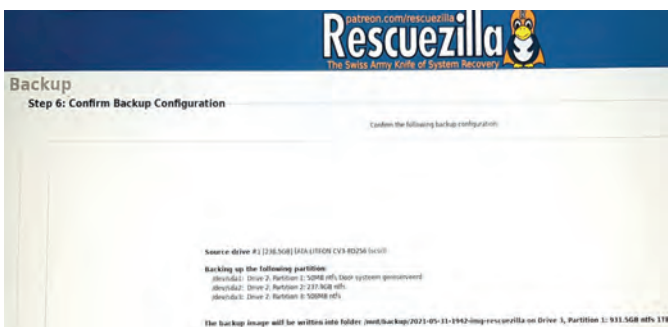 patreon.com/rescuezilla
Rescuezilla
The Swiss Army Knife of System Recovery
Backup
Step 6: Confirm Backup Configuration
Confirm the following backup configuration:
Source drive #1 [238.5GB] (ATA LITEON CV3-8D256 (scsi))
Backing up the following partition:
/dev/sda1: Drive 2, Partition 1: 50MB ntfs Door systeem gereserveerd
/dev/sda2: Drive 2, Partition 2: 237.9GB ntfs
/dev/sda3: Drive 2, Partition 3: 508MB ntfs
The backup image will be written into folder /mnt/backup/2021-05-31-1942-img-rescuezilla on Drive 3, Partition 1: 931.5GB ntfs